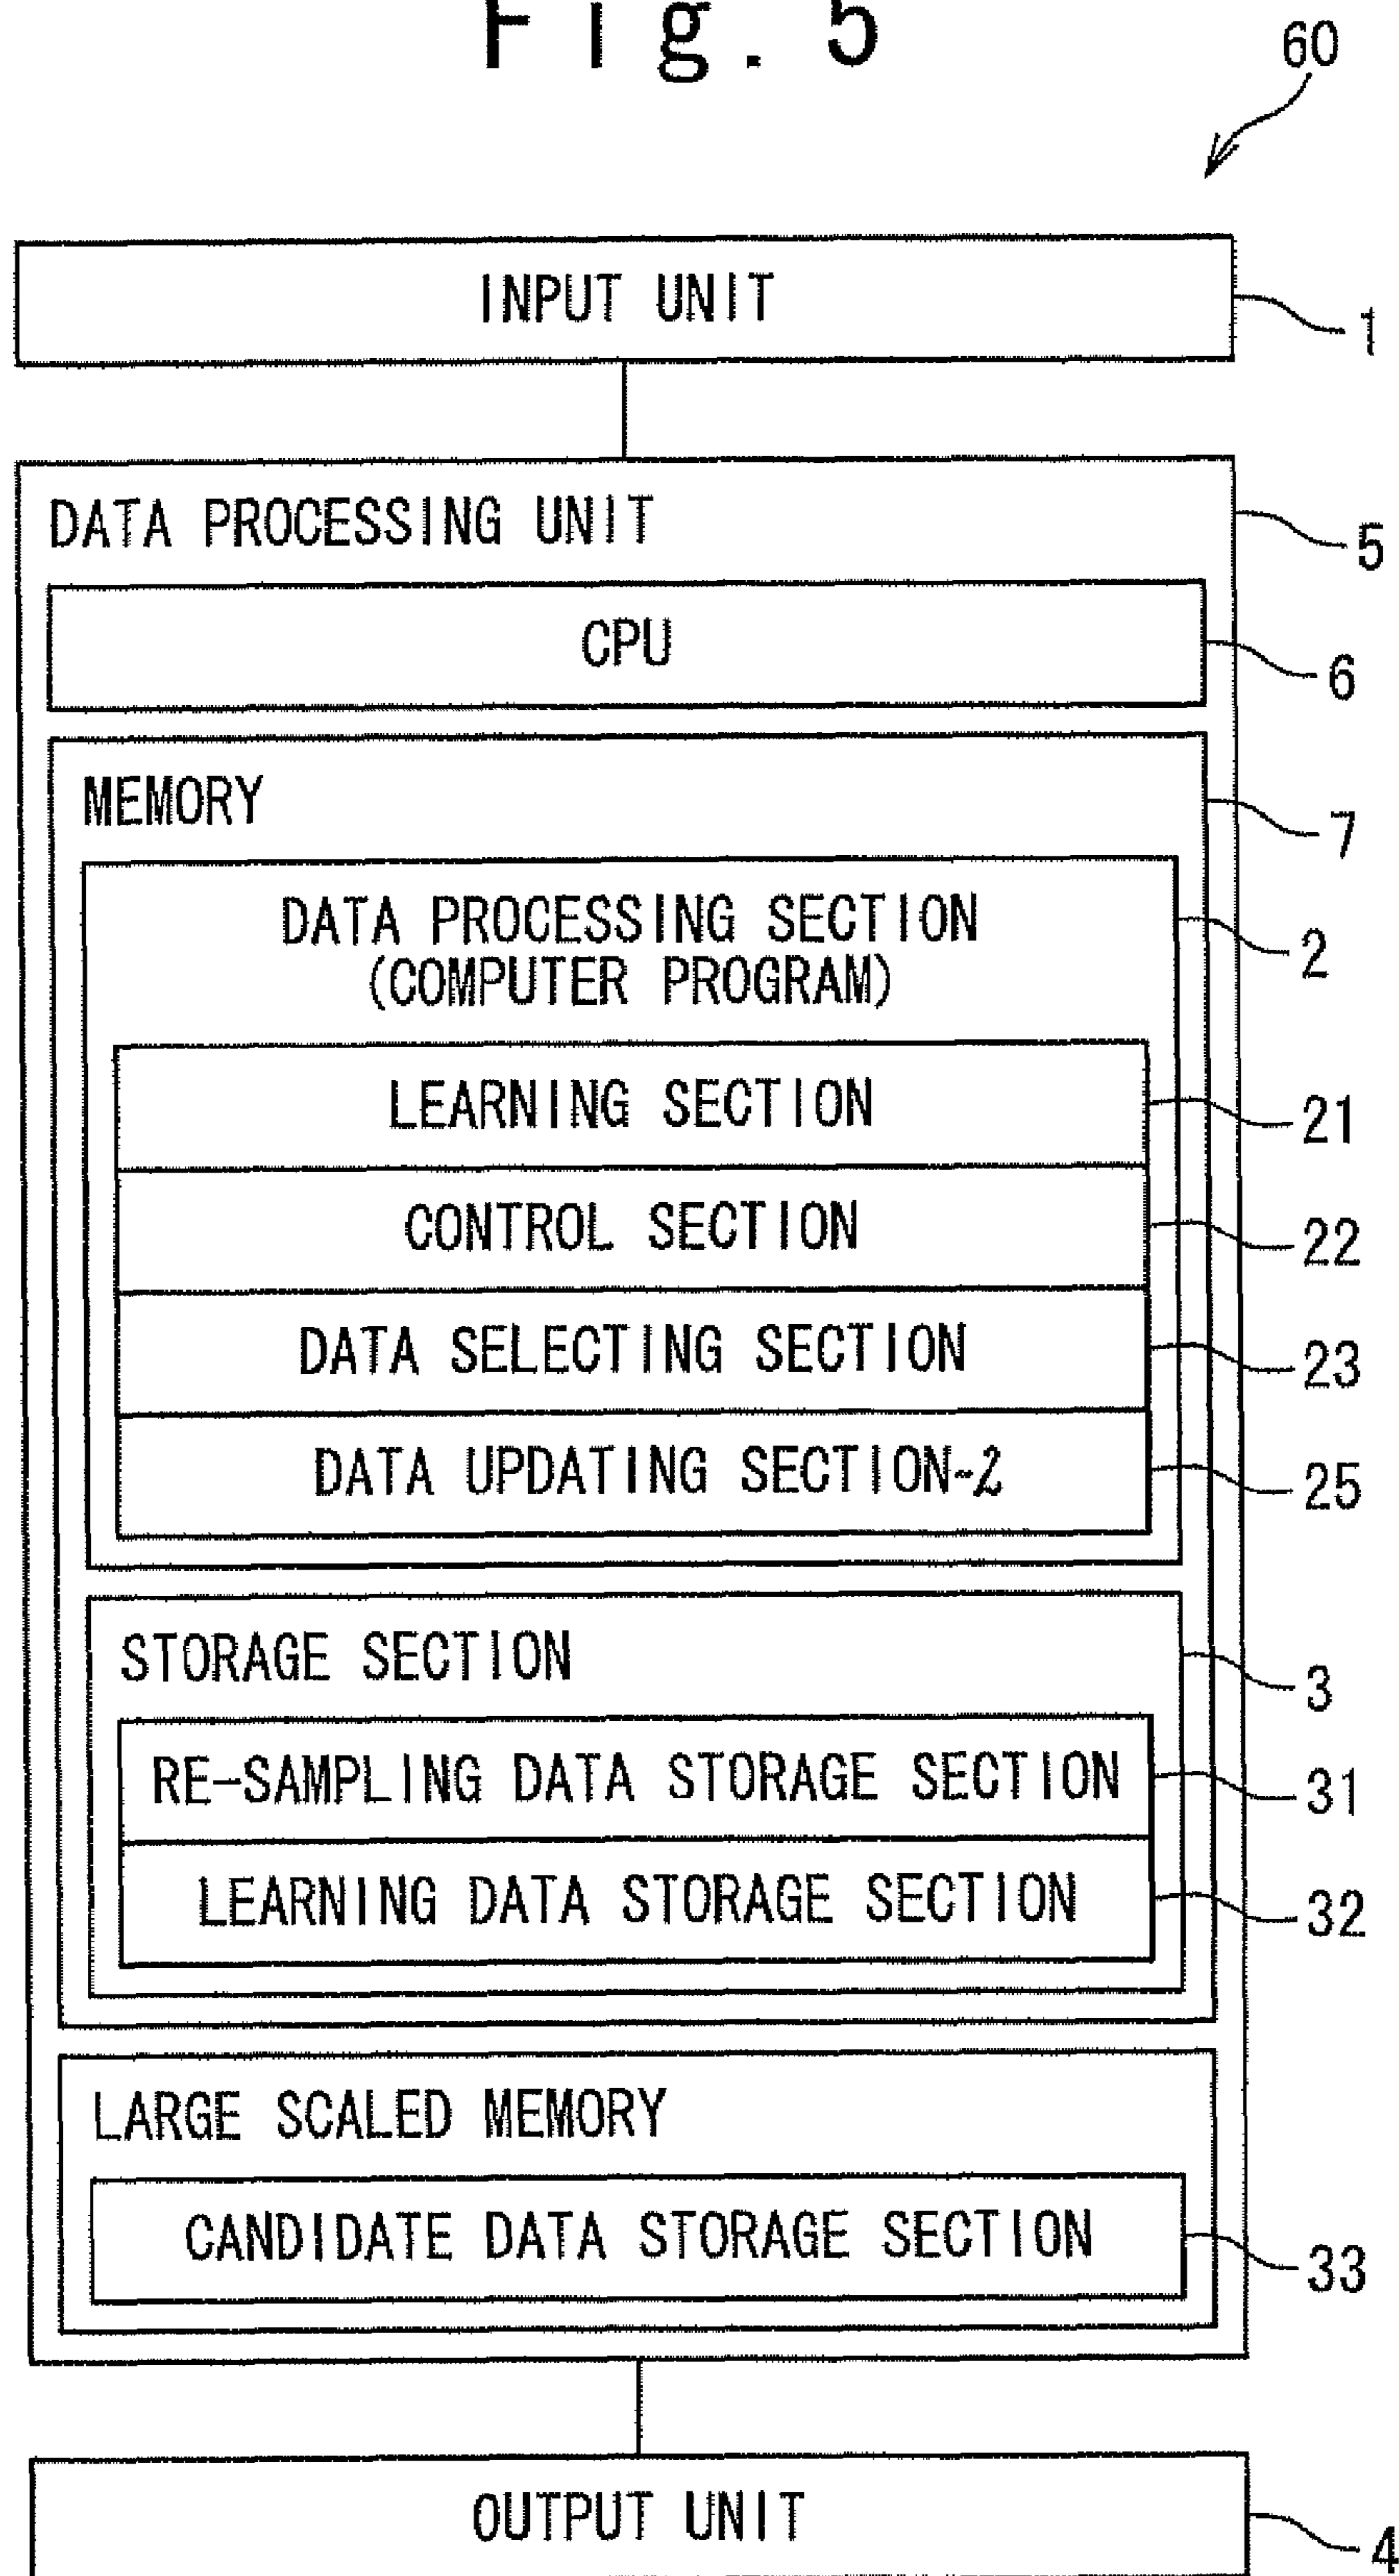 Fig. 5
60
INPUT UNIT
1
DATA PROCESSING UNIT
5
CPU
6
MEMORY
7
DATA PROCESSING SECTION
2
(COMPUTER PROGRAM)
LEARNING SECTION
21
CONTROL SECTION
22
DATA SELECTING SECTION
23
DATA UPDATING SECTION-2
25
STORAGE SECTION
3
RE-SAMPLING DATA STORAGE SECTION
31
LEARNING DATA STORAGE SECTION
32
LARGE SCALED MEMORY
CANDIDATE DATA STORAGE SECTION
33
OUTPUT UNIT
4